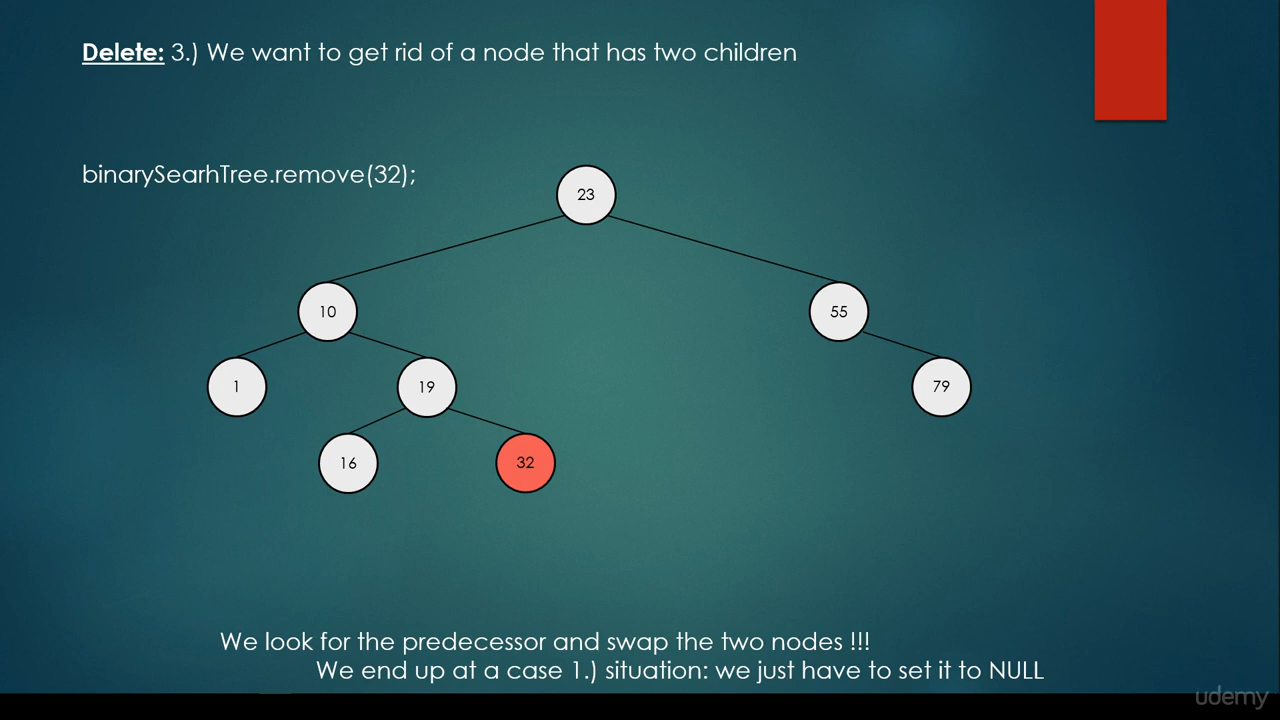 Delete: 3.) We want to get rid of a node that has two children
binarySearhTree.remove(32);
23
10
55
1
19
79
16
32
We look for the predecessor and swap the two nodes !!!
We end up at a case 1.) situation: we just have to set it to NULL
udemy